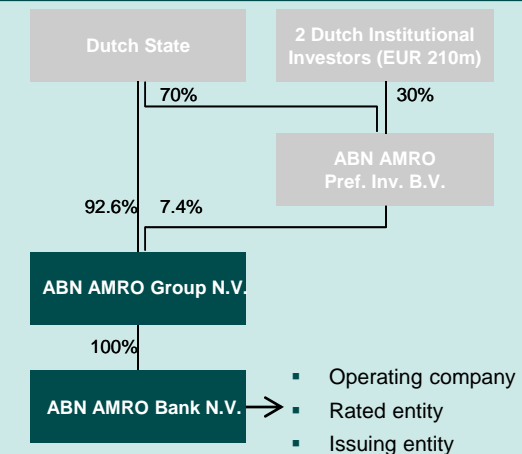 Dutch State
2 Dutch Institutional
Investors (EUR 210m)
70%
30%
ABN AMRO
Pref. Inv. B.V.
92.6%
7.4%
ABN AMRO Group N.V.
100%
ABN AMRO Bank N.V.
▪ Operating company
▪ Rated entity
▪ Issuing entity